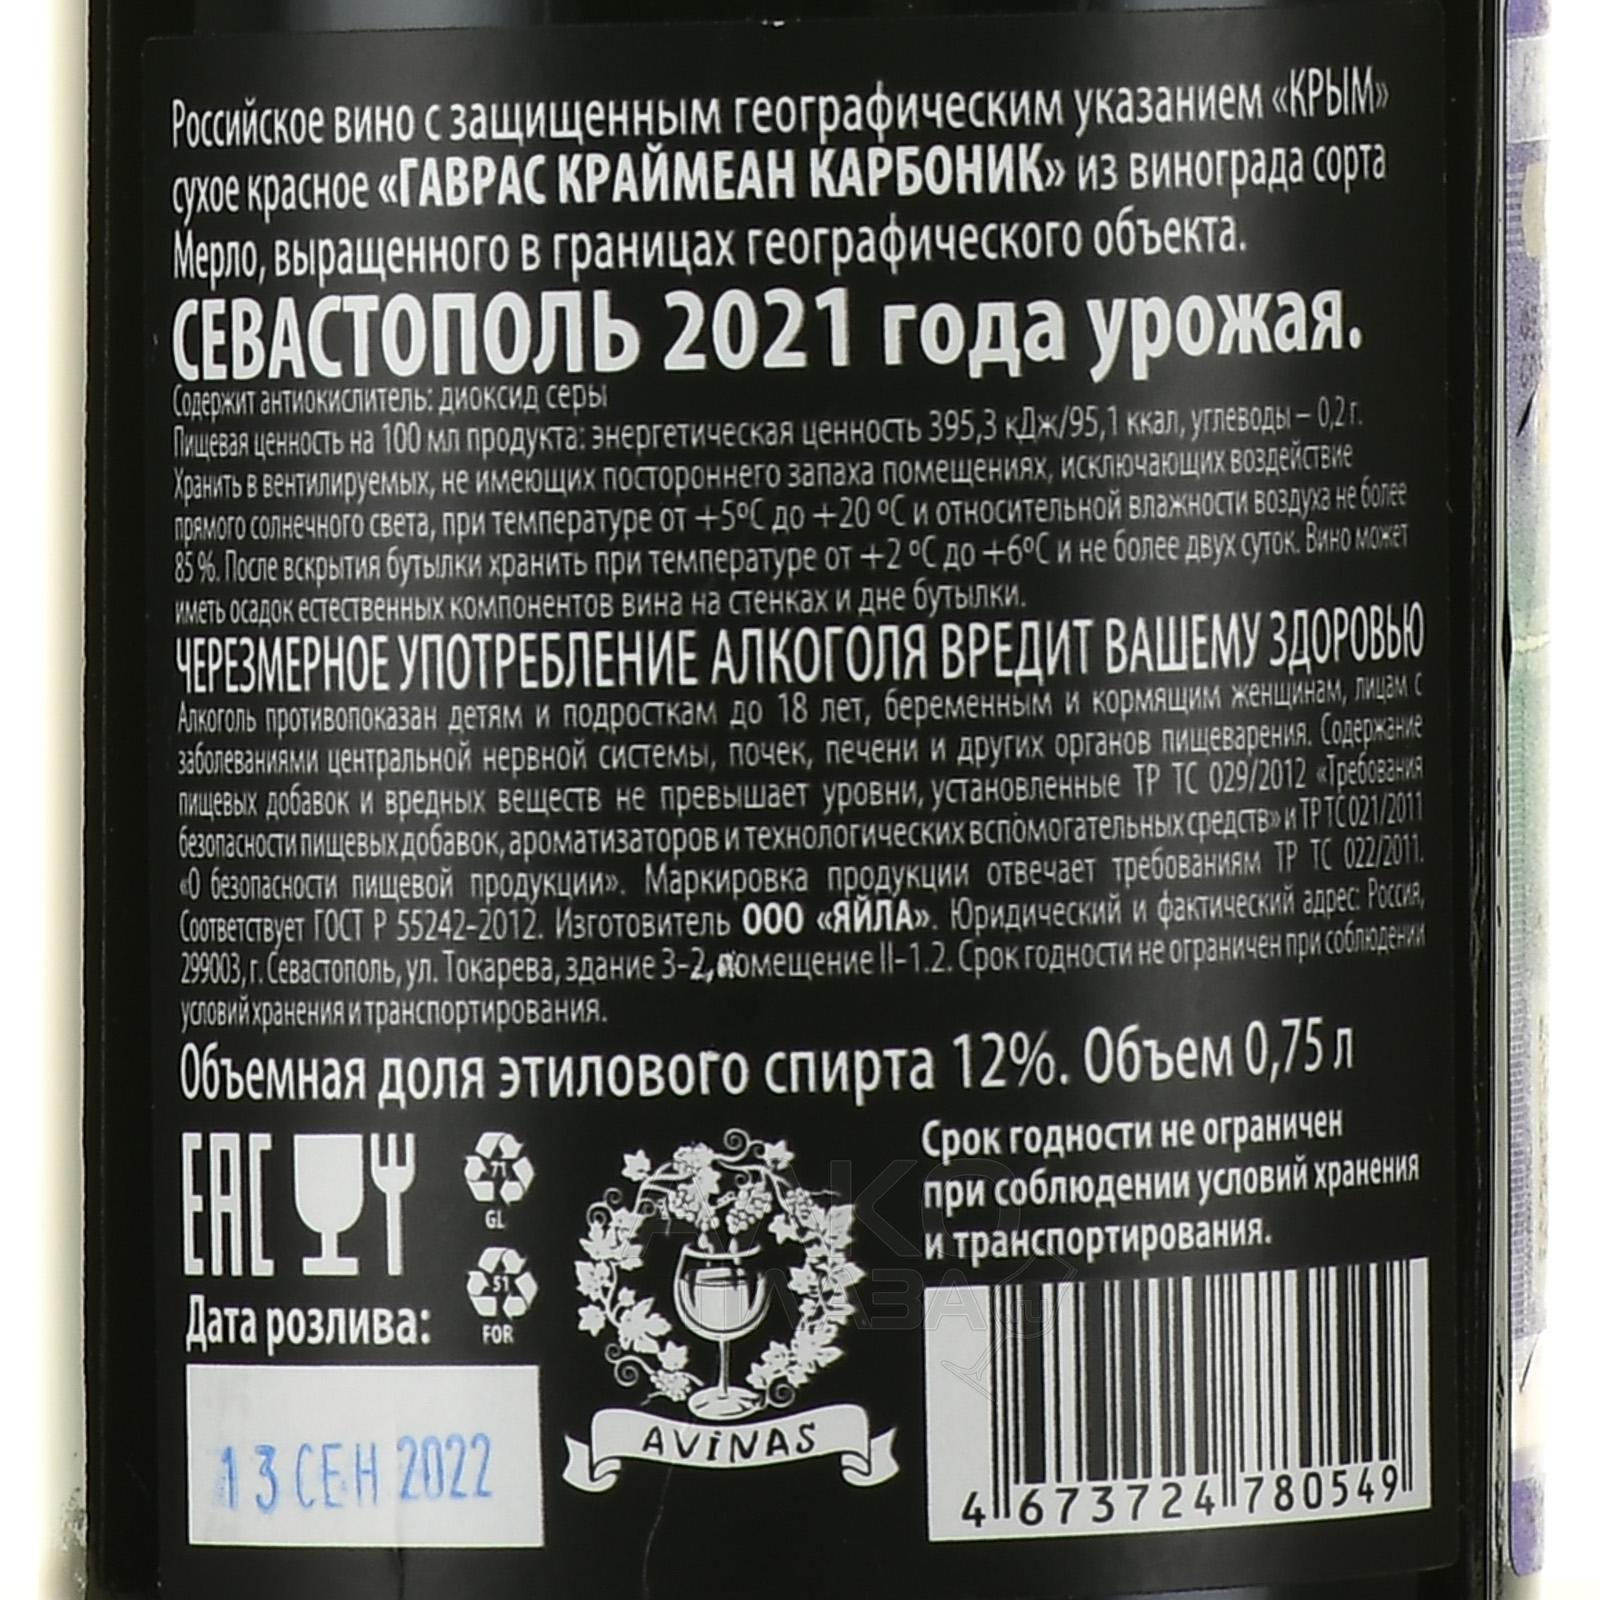 Российское вино с защищенным географическим указанием «КРЫМ»
сухое красное «ГАВРАС КРАЙМЕАН КАРБОНИК» из винограда сорта
Мерло, выращенного в границах географического объекта.
СЕВАСТОПОЛЬ 2021 года урожая.
Содержит антиокислитель: диоксид серы
Пищевая ценность на 100 мл продукта: энергетическая ценность 395,3 кДж/95,1 ккал, углеводы – 0,2 г.
Хранить в вентилируемых, не имеющих постороннего запаха помещениях, исключающих воздействие
прямого солнечного света, при температуре от +5ºС до +20 ºС и относительной влажности воздуха не более
85 %. После вскрытия бутылки хранить при температуре от +2 ºС до +6ºС и не более двух суток. Вино может
иметь осадок естественных компонентов вина на стенках и дне бутылки.
ЧЕРЕЗМЕРНОЕ УПОТРЕБЛЕНИЕ АЛКОГОЛЯ ВРЕДИТ ВАШЕМУ ЗДОРОВЬЮ
Алкоголь противопоказан детям и подросткам до 18 лет, беременным и кормящим женщинам, лицам с
заболеваниями центральной нервной системы, почек, печени и других органов пищеварения. Содержание
пищевых добавок и вредных веществ не превышает уровни, установленные ТР ТС 029/2012 «Требования
безопасности пищевых добавок, ароматизаторов и технологических вспомогательных средств» и ТР ТС 021/2011
«О безопасности пищевой продукции». Маркировка продукции отвечает требованиям ТР ТС 022/2011.
Соответствует ГОСТ Р 55242-2012. Изготовитель ООО «ЯЙЛА». Юридический и фактический адрес: Россия,
299003, г. Севастополь, ул. Токарева, здание 3-2, помещение II-1.2. Срок годности не ограничен при соблюдении
условий хранения и транспортирования.
Объемная доля этилового спирта 12%. Объем 0,75 л
EAC
71
GL
51
FOR
Дата розлива:
13 СЕН 2022
AViNAS
Срок годности не ограничен
при соблюдении условий хранения
и транспортирования.
4 673724 780549
АЛКО
ПЛАЗА.ru